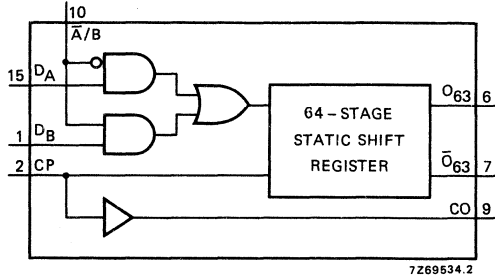 10
A̅/B
15 DA
1 DB
2 CP
64-STAGE
STATIC SHIFT
REGISTER
O63 6
O̅63 7
CO 9
7Z69534.2